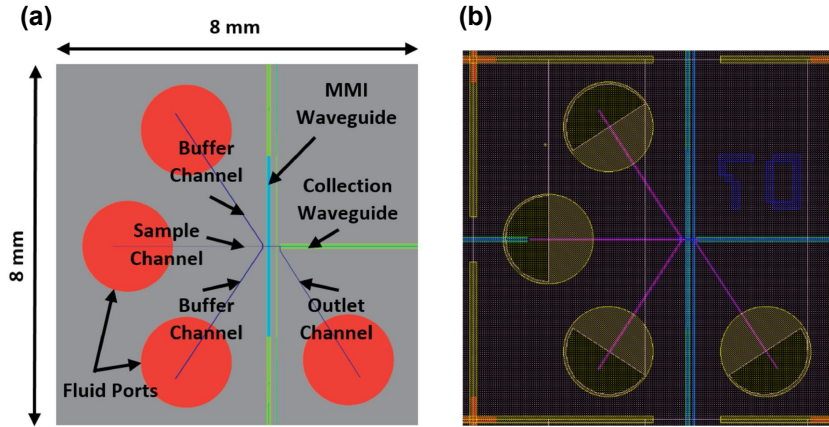 (a)
8 mm
8 mm
MMI
Waveguide
Buffer
Channel
Collection
Waveguide
Sample
Channel
Buffer
Channel
Outlet
Channel
Fluid Ports
(b)